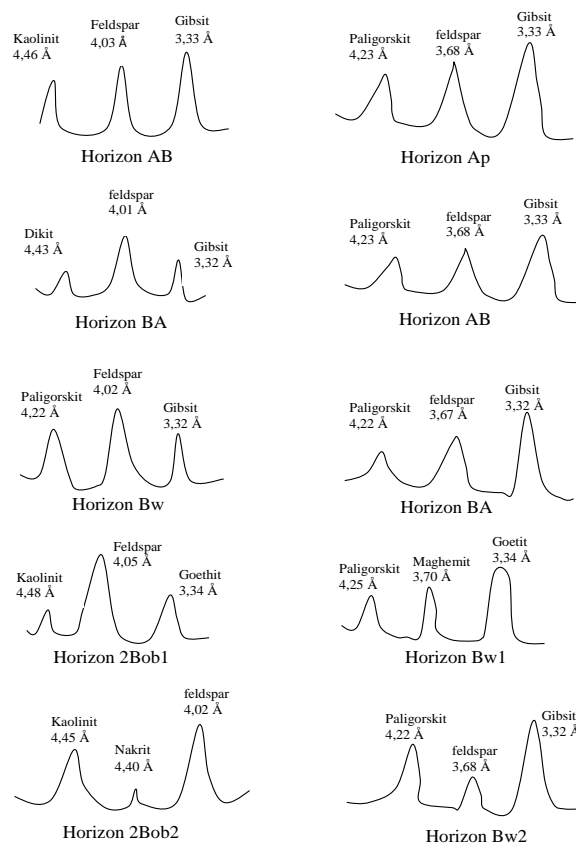 Kaolinit
4,46 Å
Feldspar
4,03 Å
Gibsit
3,33 Å
Horizon AB
Paligorskit
4,23 Å
feldspar
3,68 Å
Gibsit
3,33 Å
Horizon Ap
Dikit
4,43 Å
feldspar
4,01 Å
Gibsit
3,32 Å
Horizon BA
Paligorskit
4,23 Å
feldspar
3,68 Å
Gibsit
3,33 Å
Horizon AB
Paligorskit
4,22 Å
Feldspar
4,02 Å
Gibsit
3,32 Å
Horizon Bw
Paligorskit
4,22 Å
feldspar
3,67 Å
Gibsit
3,32 Å
Horizon BA
Kaolinit
4,48 Å
Feldspar
4,05 Å
Goethit
3,34 Å
Horizon 2Bob1
Paligorskit
4,25 Å
Maghemit
3,70 Å
Goetit
3,34 Å
Horizon Bw1
Kaolinit
4,45 Å
Nakrit
4,40 Å
feldspar
4,02 Å
Horizon 2Bob2
Paligorskit
4,22 Å
feldspar
3,68 Å
Gibsit
3,32 Å
Horizon Bw2